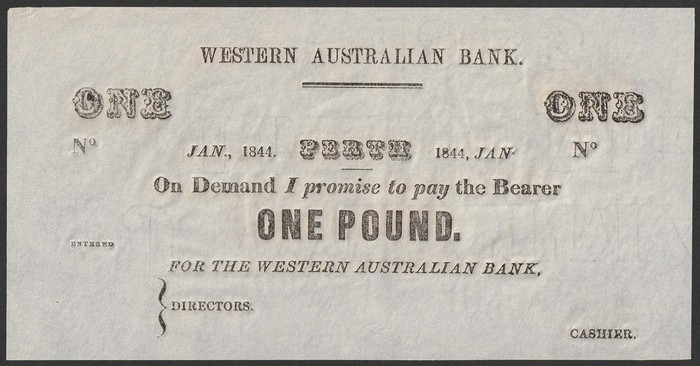 WESTERN AUSTRALIAN BANK.
ONE ONE
Nº JAN., 1844. PERTH 1844, JAN. Nº
On Demand I promise to pay the Bearer
ONE POUND.
ENTERED
FOR THE WESTERN AUSTRALIAN BANK,
DIRECTORS.
CASHIER.